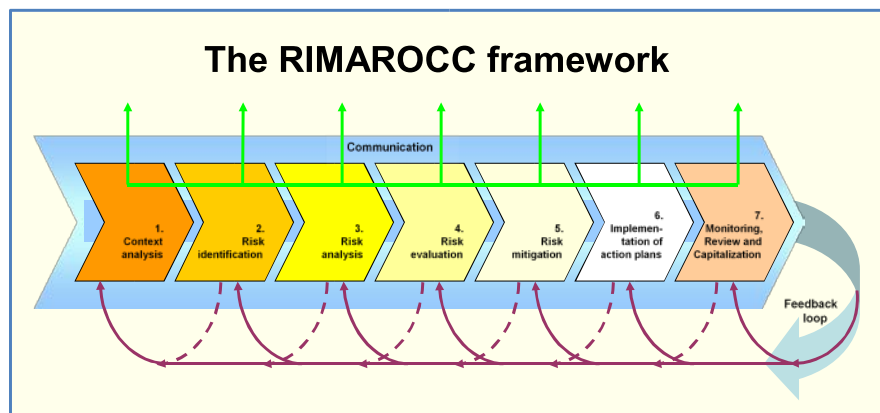 The RIMAROCC framework
Communication
1.
Context
analysis
2.
Risk
identification
3.
Risk
analysis
4.
Risk
evaluation
5.
Risk
mitigation
6.
Implemen-
tation of
action plans
7.
Monitoring,
Review and
Capitalization
Feedback
loop